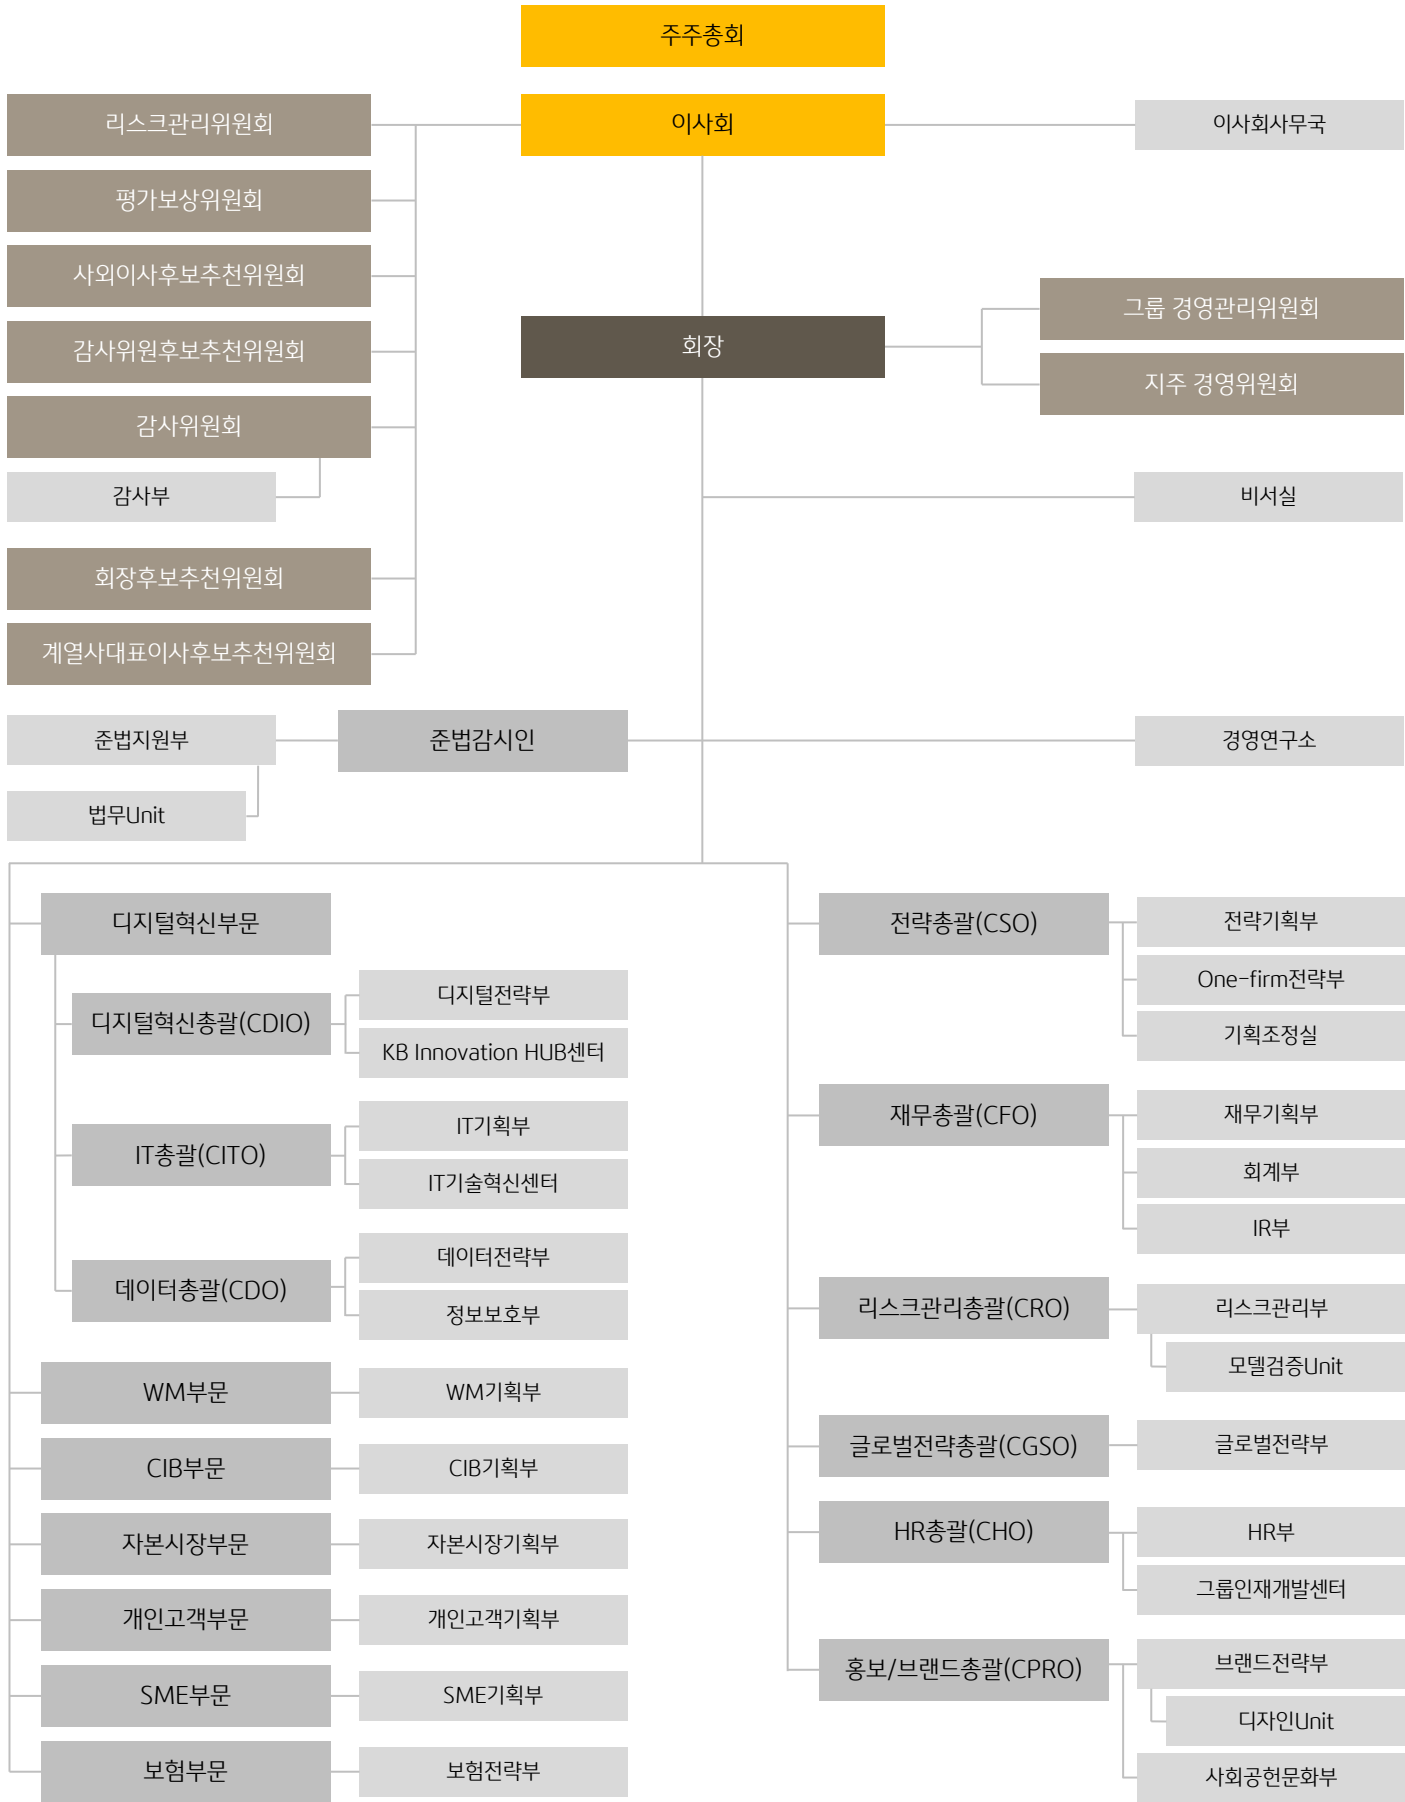 주주총회
이사회
이사회사무국
리스크관리위원회
평가보상위원회
사외이사후보추천위원회
감사위원후보추천위원회
감사위원회
감사부
회장후보추천위원회
계열사대표이사후보추천위원회
회장
그룹 경영관리위원회
지주 경영위원회
비서실
준법지원부
준법감시인
경영연구소
법무Unit
디지털혁신부문
디지털혁신총괄(CDIO)
디지털전략부
KB Innovation HUB센터
IT총괄(CITO)
IT기획부
IT기술혁신센터
데이터총괄(CDO)
데이터전략부
정보보호부
WM부문
WM기획부
CIB부문
CIB기획부
자본시장부문
자본시장기획부
개인고객부문
개인고객기획부
SME부문
SME기획부
보험부문
보험전략부
전략총괄(CSO)
전략기획부
One-firm전략부
기획조정실
재무총괄(CFO)
재무기획부
회계부
IR부
리스크관리총괄(CRO)
리스크관리부
모델검증Unit
글로벌전략총괄(CGSO)
글로벌전략부
HR총괄(CHO)
HR부
그룹인재개발센터
홍보/브랜드총괄(CPRO)
브랜드전략부
디자인Unit
사회공헌문화부